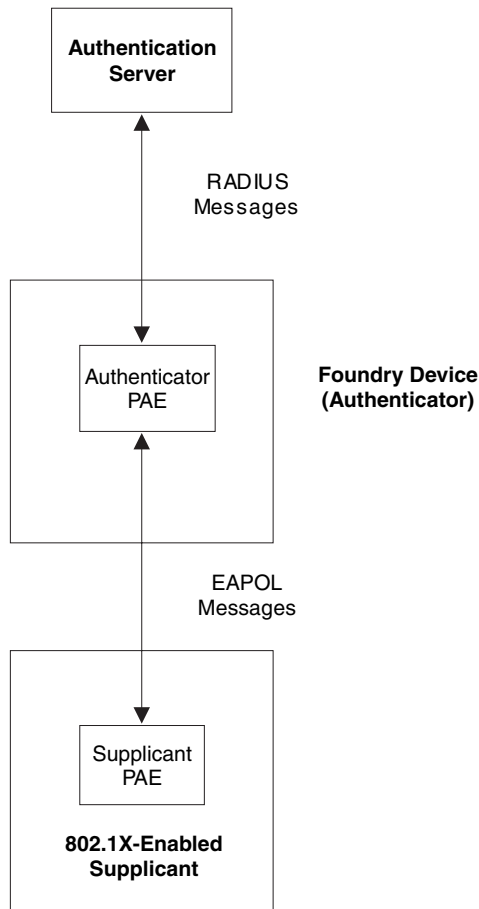 Authentication
Server
RADIUS
Messages
Authenticator
PAE
Foundry Device
(Authenticator)
EAPOL
Messages
Supplicant
PAE
802.1X-Enabled
Supplicant